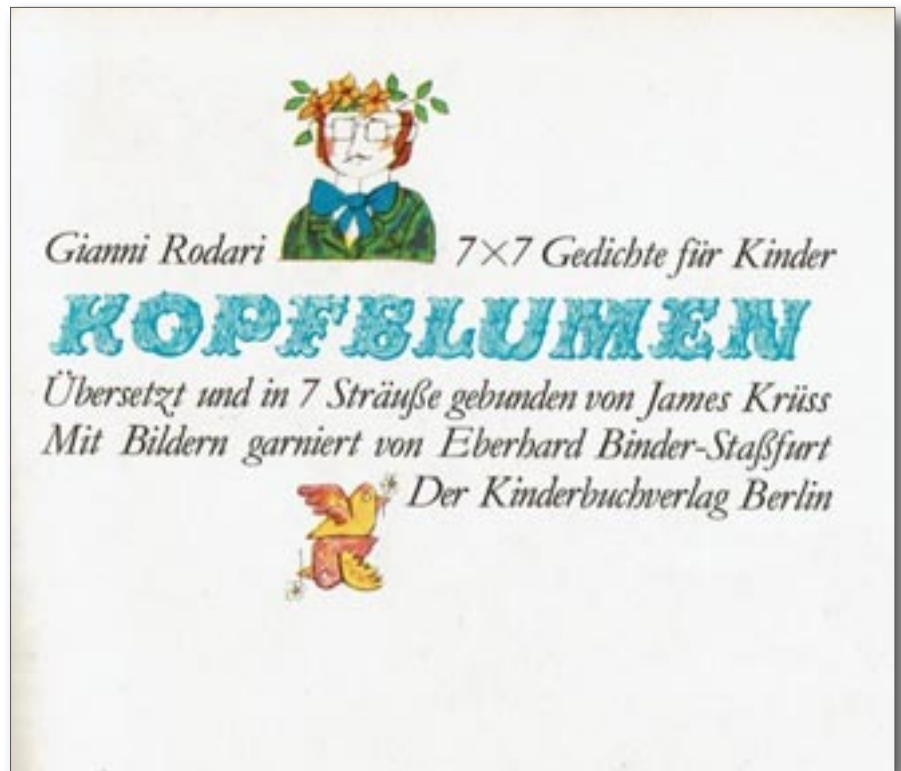 Gianni Rodari 7×7 Gedichte für Kinder
KOPFBLUMEN
Übersetzt und in 7 Sträuße gebunden von James Krüss
Mit Bildern garniert von Eberhard Binder-Staßfurt
Der Kinderbuchverlag Berlin